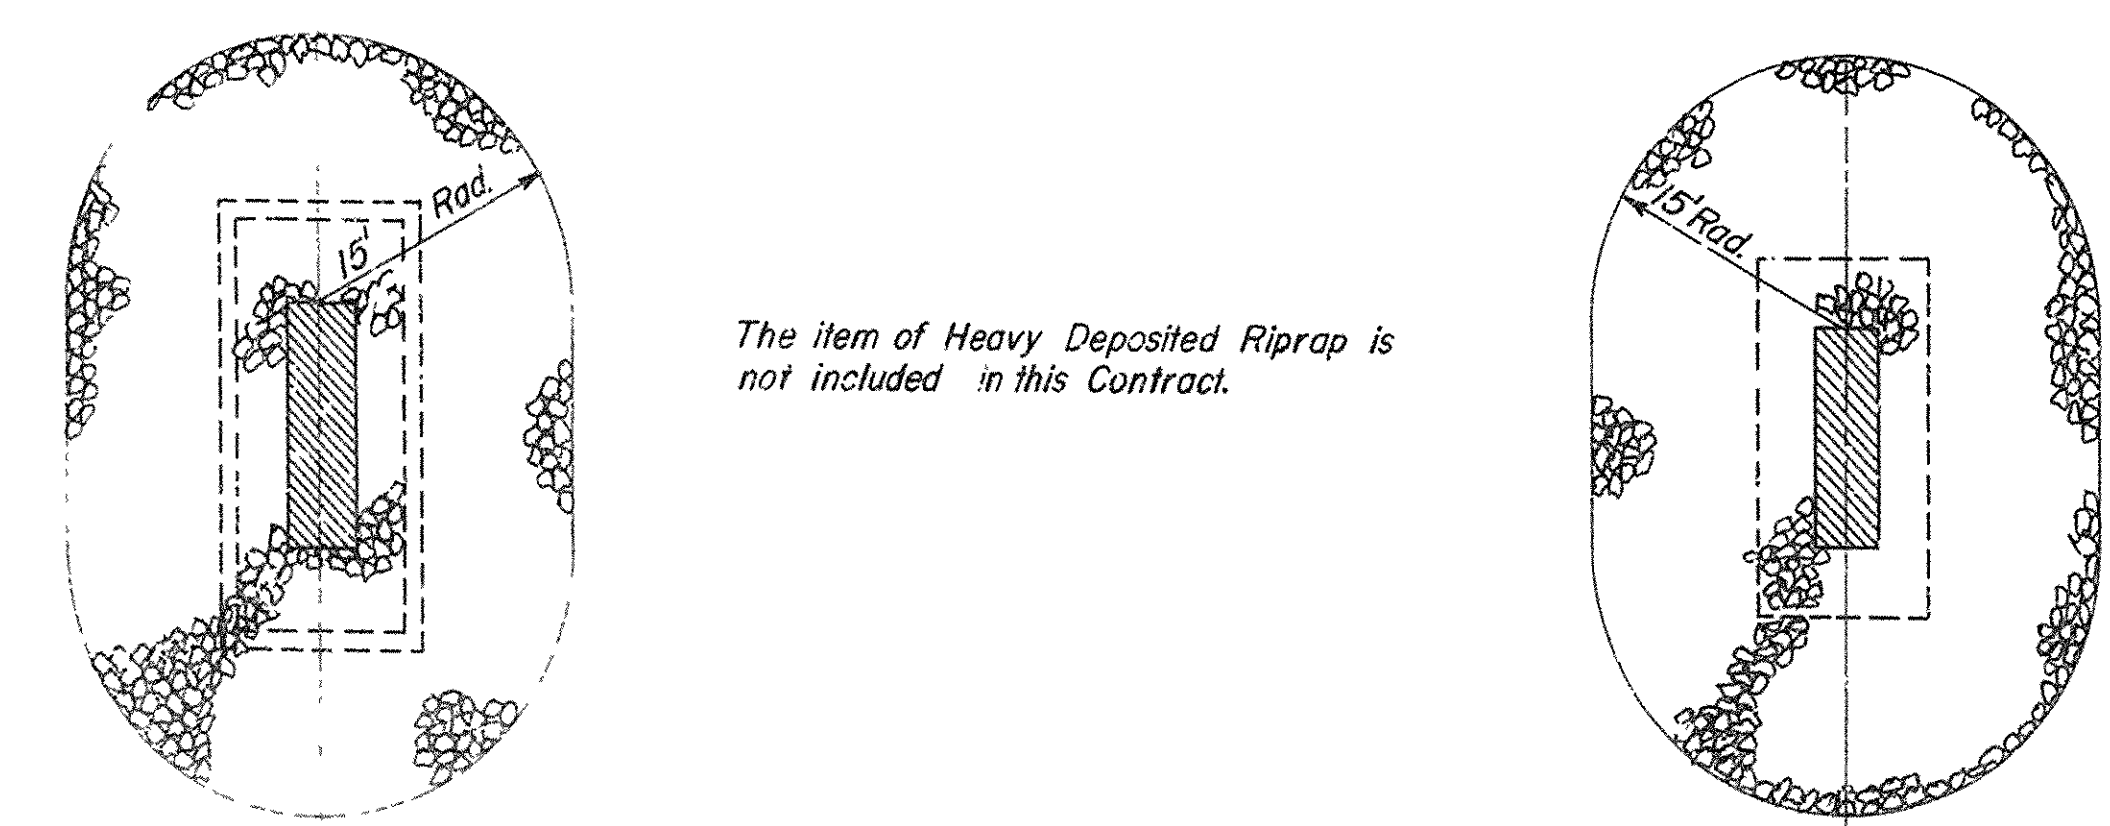 15' Rad.
The item of Heavy Deposited Riprap is
not included in this Contract.
15' Rad.